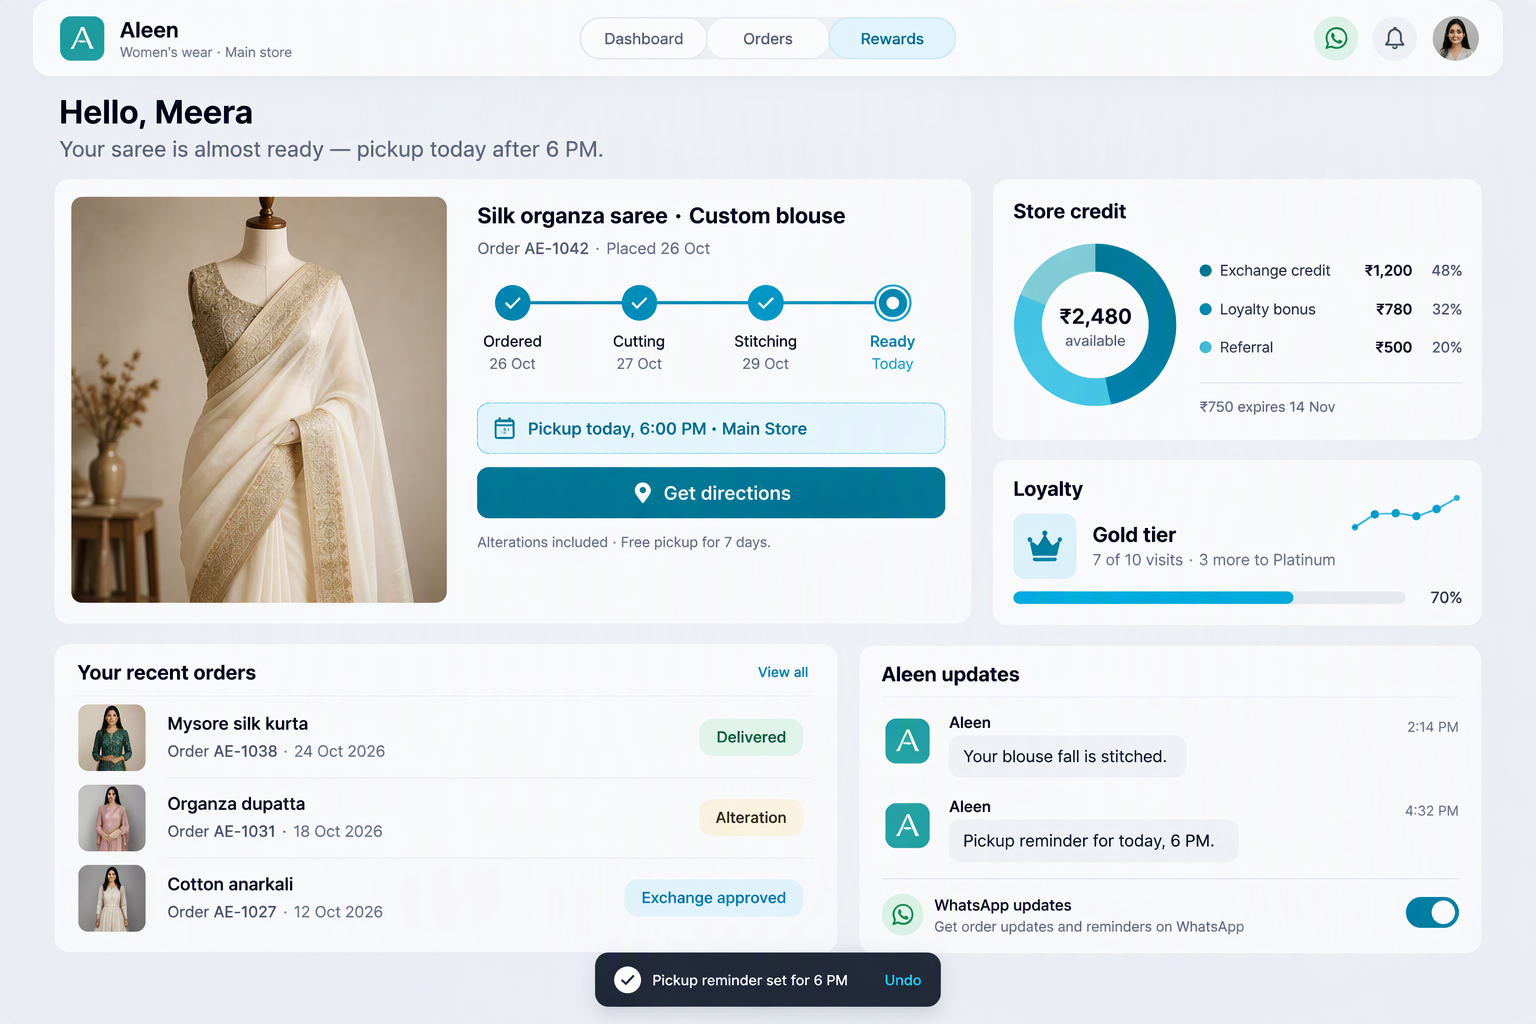 Aleen
Women's wear · Main store
Dashboard
Orders
Rewards
Hello, Meera
Your saree is almost ready — pickup today after 6 PM.
Silk organza saree · Custom blouse
Order AE-1042 · Placed 26 Oct
Ordered
26 Oct
Cutting
27 Oct
Stitching
29 Oct
Ready
Today
Pickup today, 6:00 PM • Main Store
Get directions
Alterations included · Free pickup for 7 days.
Store credit
₹2,480
available
Exchange credit ₹1,200 48%
Loyalty bonus ₹780 32%
Referral ₹500 20%
₹750 expires 14 Nov
Loyalty
Gold tier
7 of 10 visits · 3 more to Platinum
70%
Your recent orders
View all
Mysore silk kurta
Order AE-1038 · 24 Oct 2026
Delivered
Organza dupatta
Order AE-1031 · 18 Oct 2026
Alteration
Cotton anarkali
Order AE-1027 · 12 Oct 2026
Exchange approved
Aleen updates
A
Aleen
2:14 PM
Your blouse fall is stitched.
A
Aleen
4:32 PM
Pickup reminder for today, 6 PM.
WhatsApp updates
Get order updates and reminders on WhatsApp
Pickup reminder set for 6 PM
Undo